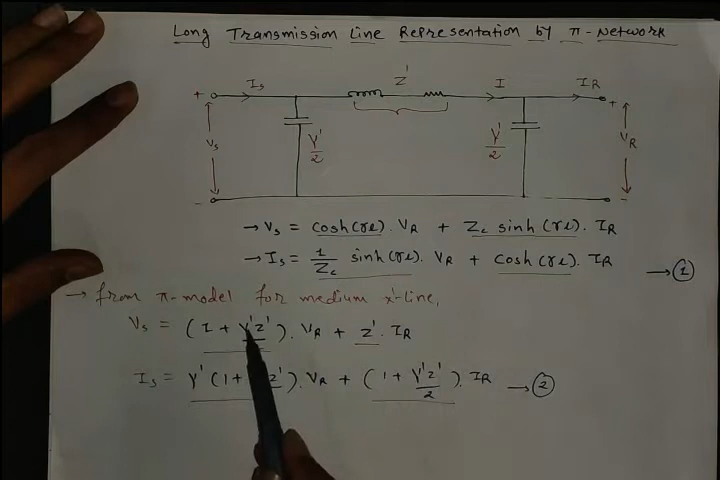 Long Transmission Line Representation by π-Network
Is Z' I IR
+ +
Vs Y'/2 Y'/2 VR
- -
→ Vs = cosh(γl). VR + Zc sinh(γl). IR
→ Is = 1/Zc sinh(γl). VR + cosh(γl). IR → ①
→ from π-model for medium x'-line,
Vs = (1 + Y'Z'/2). VR + Z'. IR
Is = Y'(1 + Z'). VR + (1 + Y'Z'/2). IR → ②